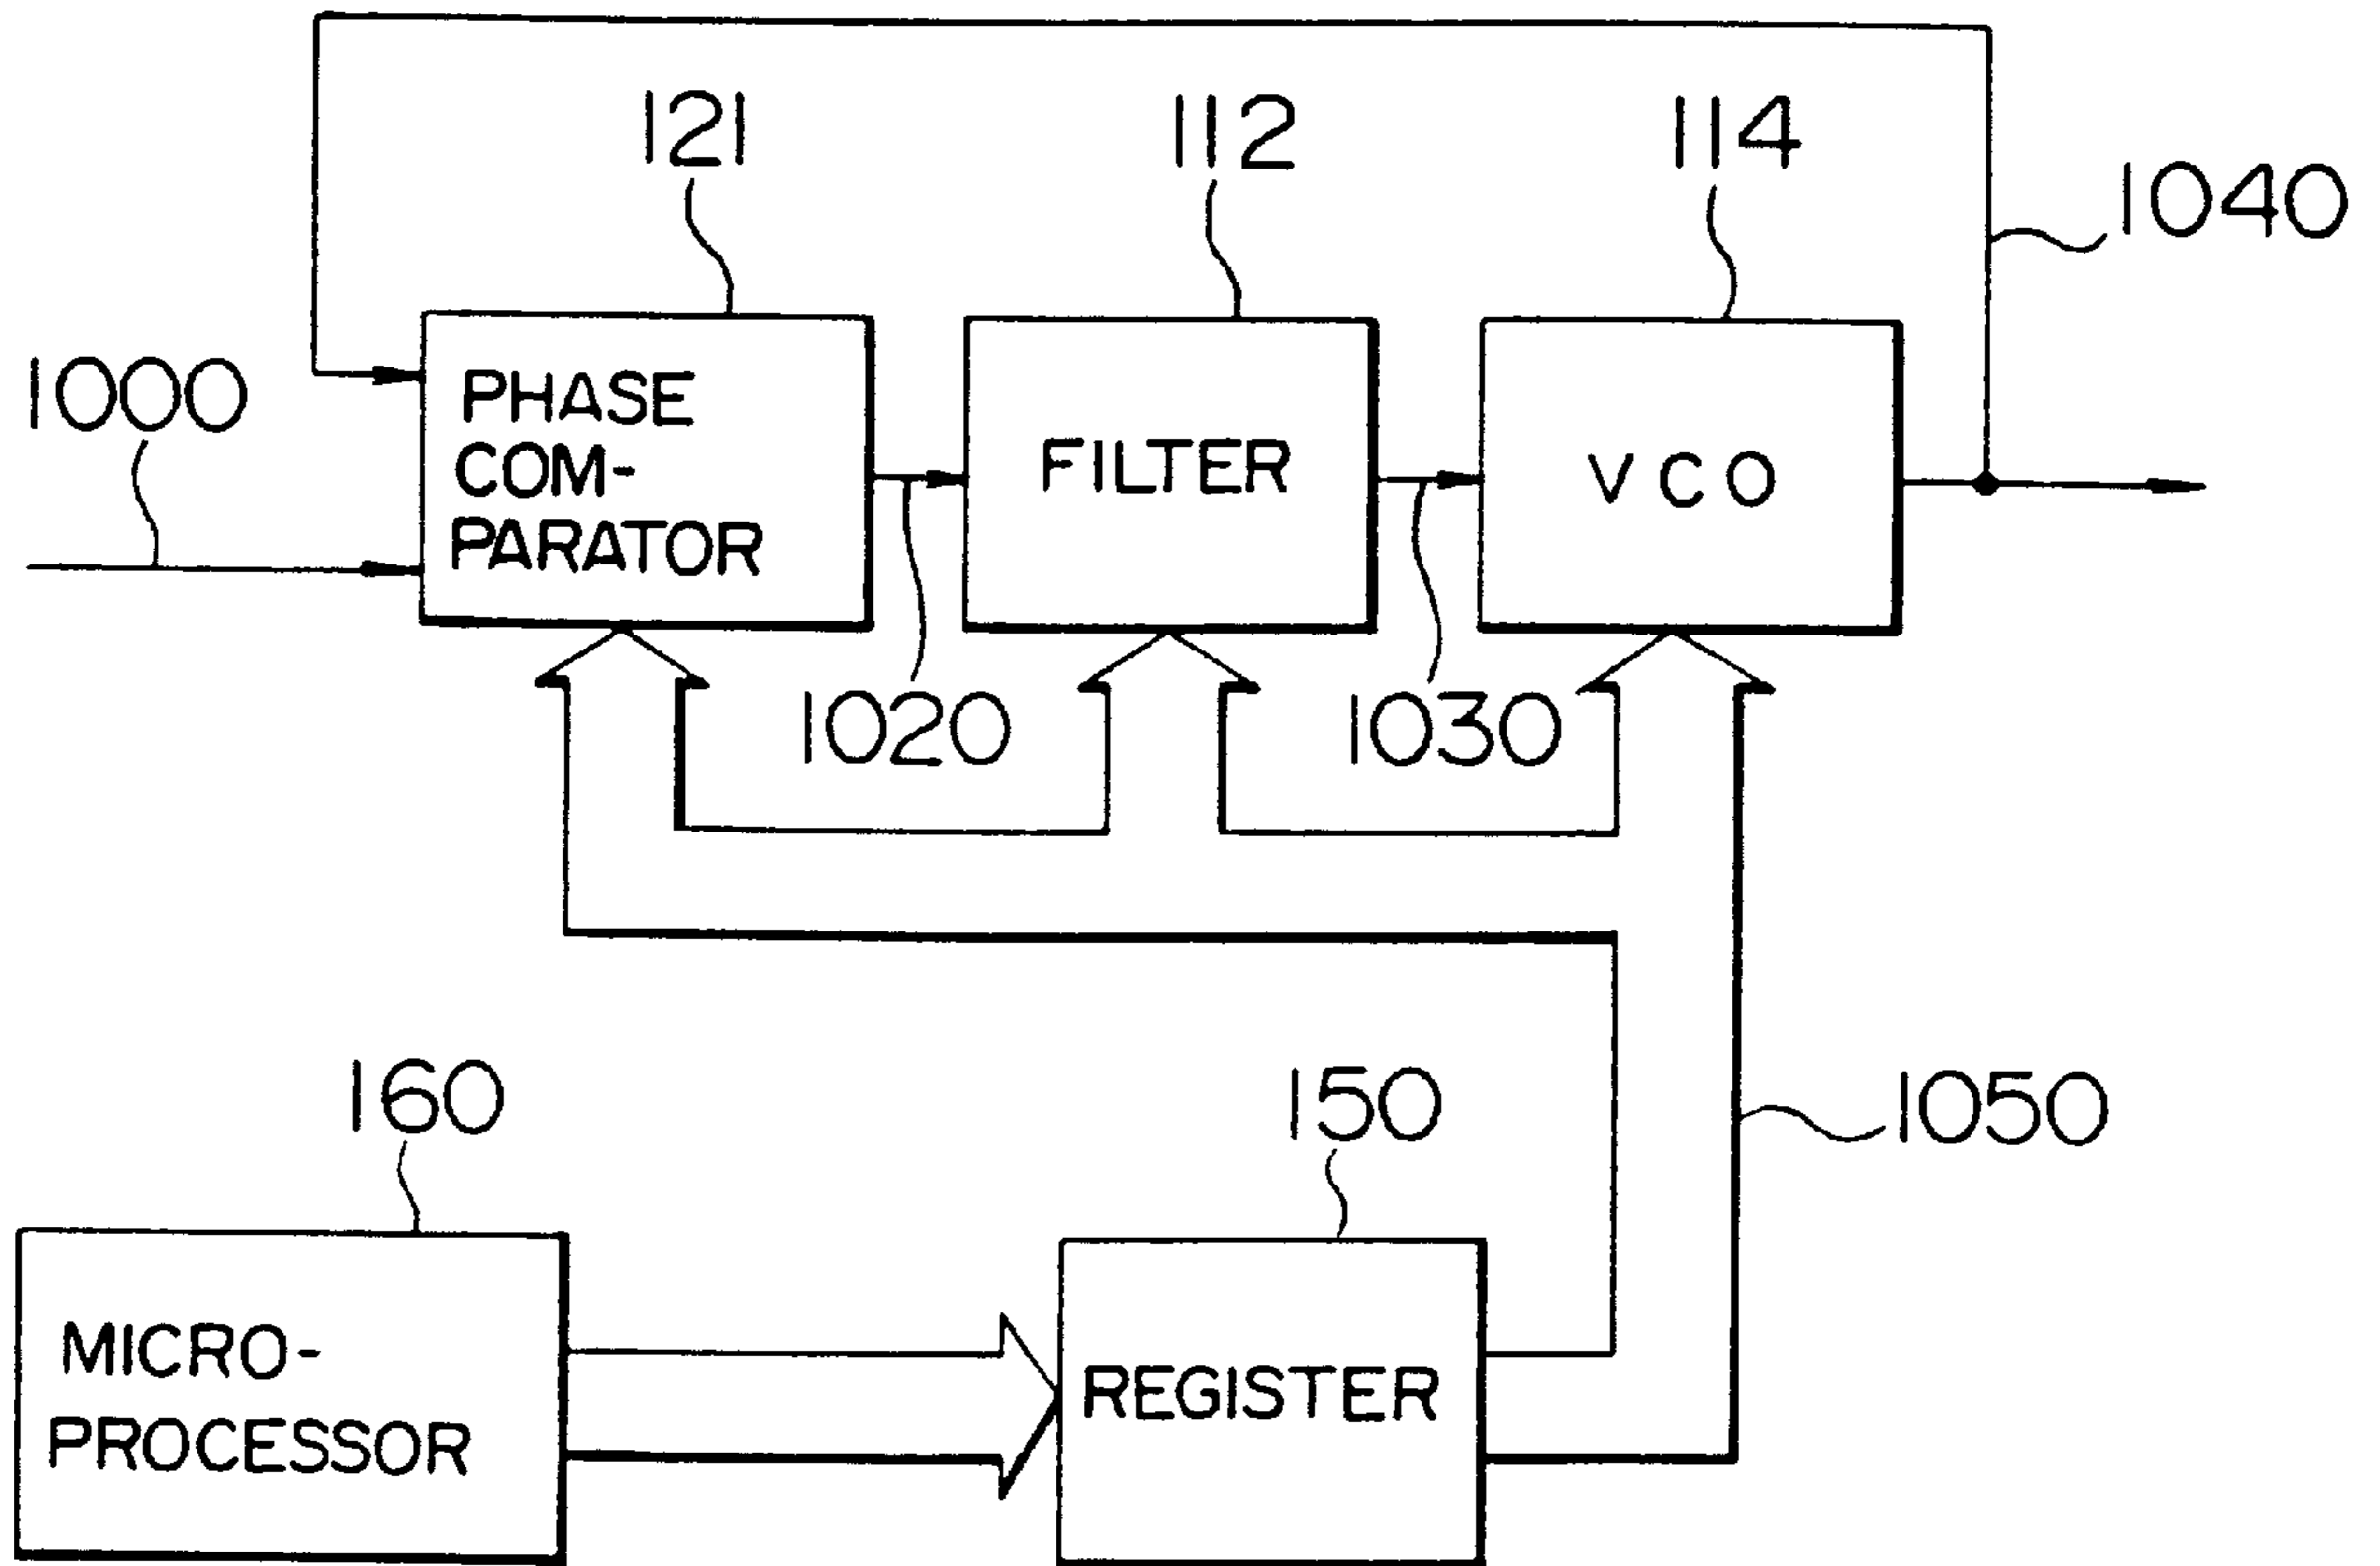 121
112
114
1040
1000
PHASE
COM-
PARATOR
FILTER
VCO
1020
1030
160
150
1050
MICRO-
PROCESSOR
REGISTER